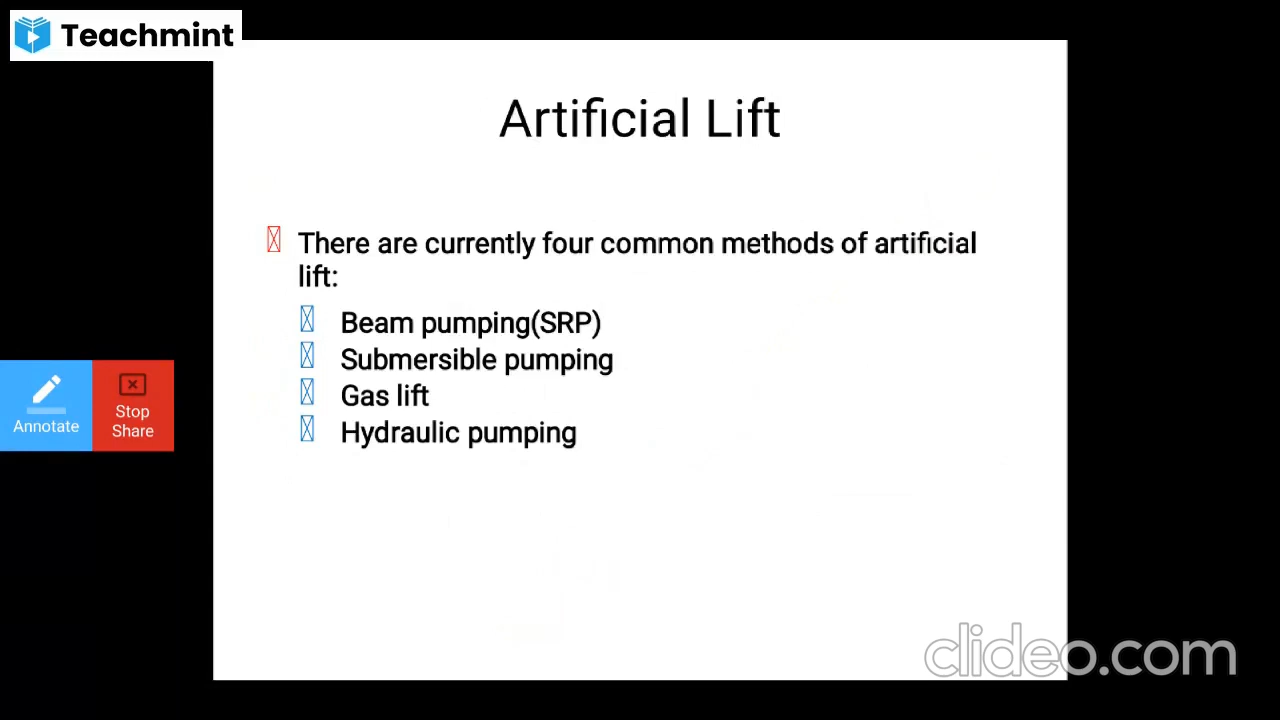 Teachmint
Artificial Lift
There are currently four common methods of artificial
lift:
Beam pumping(SRP)
Submersible pumping
Gas lift
Hydraulic pumping
Annotate
Stop
Share
clideo.com